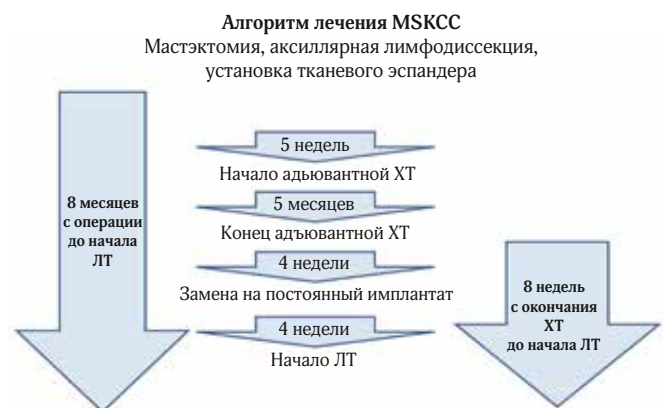 Алгоритм лечения MSKCC
Мастэктомия, аксиллярная лимфодиссекция,
установка тканевого эспандера
5 недель
Начало адьювантной ХТ
5 месяцев
Конец адъювантной ХТ
4 недели
Замена на постоянный имплантат
4 недели
Начало ЛТ
8 месяцев
с операции
до начала
ЛТ
8 недель
с окончания
ХТ
до начала ЛТ